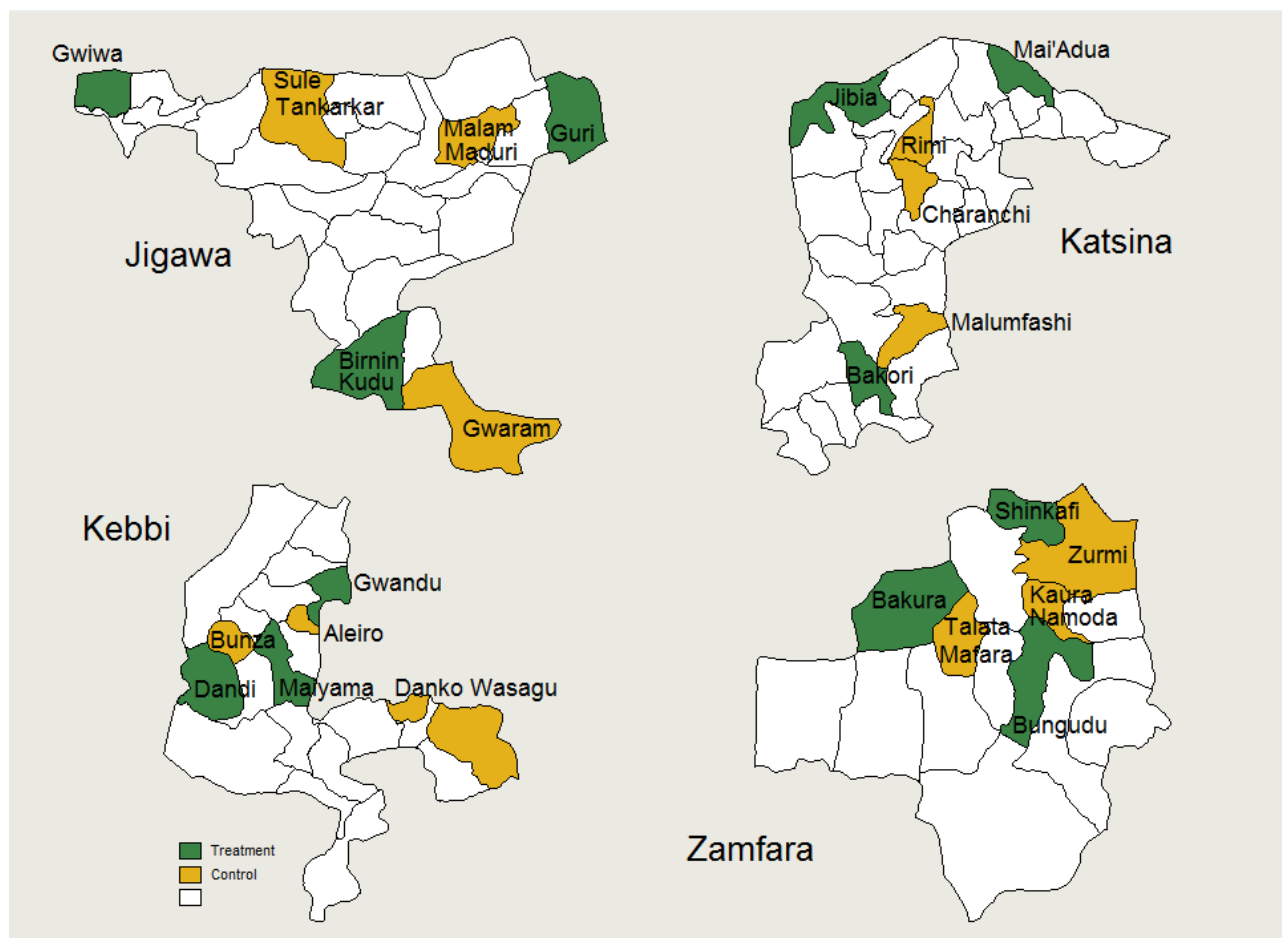 Gwiwa
Sule
Tankarkar
Malam
Maduri
Guri
Jigawa
Birnin
Kudu
Gwaram
Mai'Adua
Jibia
Rimi
Charanchi
Katsina
Malumfashi
Bakori
Kebbi
Gwandu
Aleiro
Bunza
Dandi
Maiyama
Danko Wasagu
Treatment
Control
Shinkafi
Zurmi
Bakura
Kaura
Namoda
Talata
Mafara
Bungudu
Zamfara